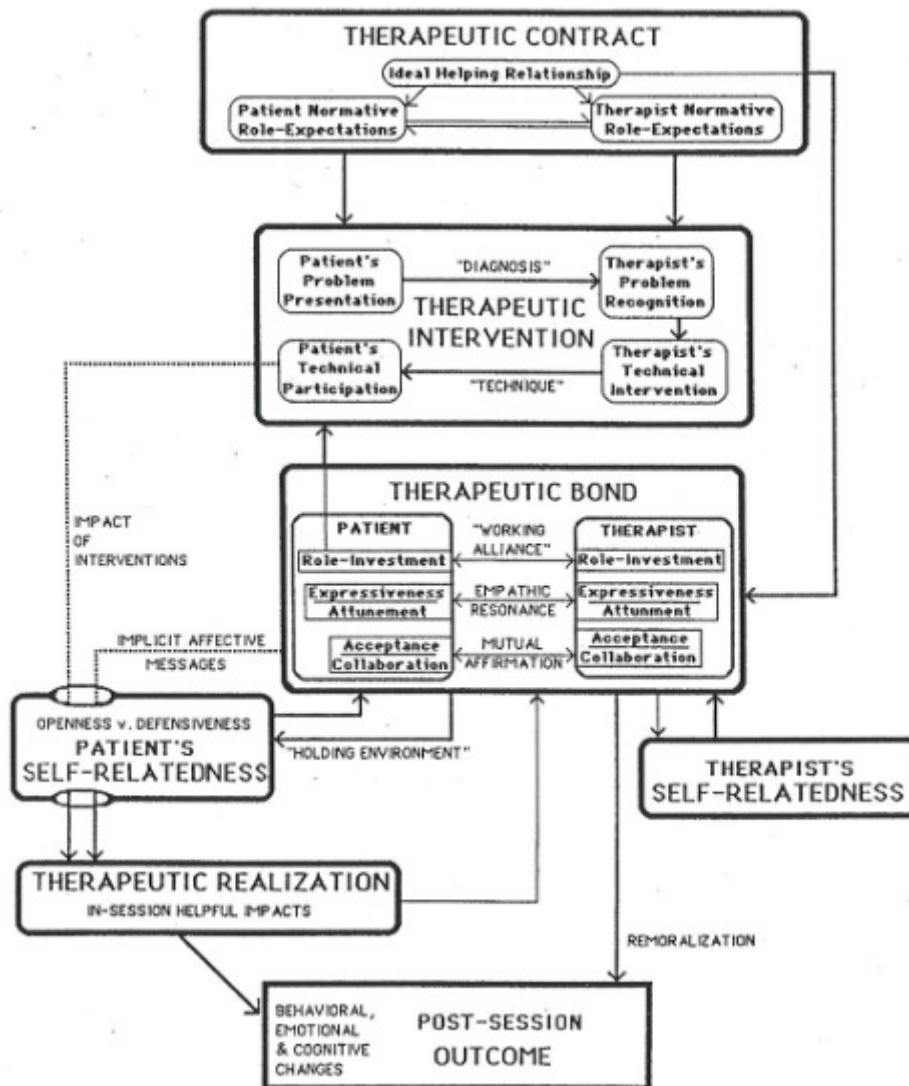 THERAPEUTIC CONTRACT
Ideal Helping Relationship
Patient Normative
Role-Expectations
Therapist Normative
Role-Expectations
Patient's
Problem
Presentation
"DIAGNOSIS"
Therapist's
Problem
Recognition
THERAPEUTIC
INTERVENTION
Patient's
Technical
Participation
"TECHNIQUE"
Therapist's
Technical
Intervention
THERAPEUTIC BOND
PATIENT
"WORKING
ALLIANCE"
THERAPIST
Role-Investment
Role-Investment
Expressiveness
Attunement
EMPATHIC
RESONANCE
Expressiveness
Attunment
Acceptance
Collaboration
MUTUAL
AFFIRMATION
Acceptance
Collaboration
IMPACT
OF
INTERVENTIONS
IMPLICIT AFFECTIVE
MESSAGES
OPENNESS v. DEFENSIVENESS
PATIENT'S
SELF-RELATEDNESS
"HOLDING ENVIRONMENT"
THERAPIST'S
SELF-RELATEDNESS
THERAPEUTIC REALIZATION
IN-SESSION HELPFUL IMPACTS
REMORALIZATION
BEHAVIORAL,
EMOTIONAL
& COGNITIVE
CHANGES
POST-SESSION
OUTCOME